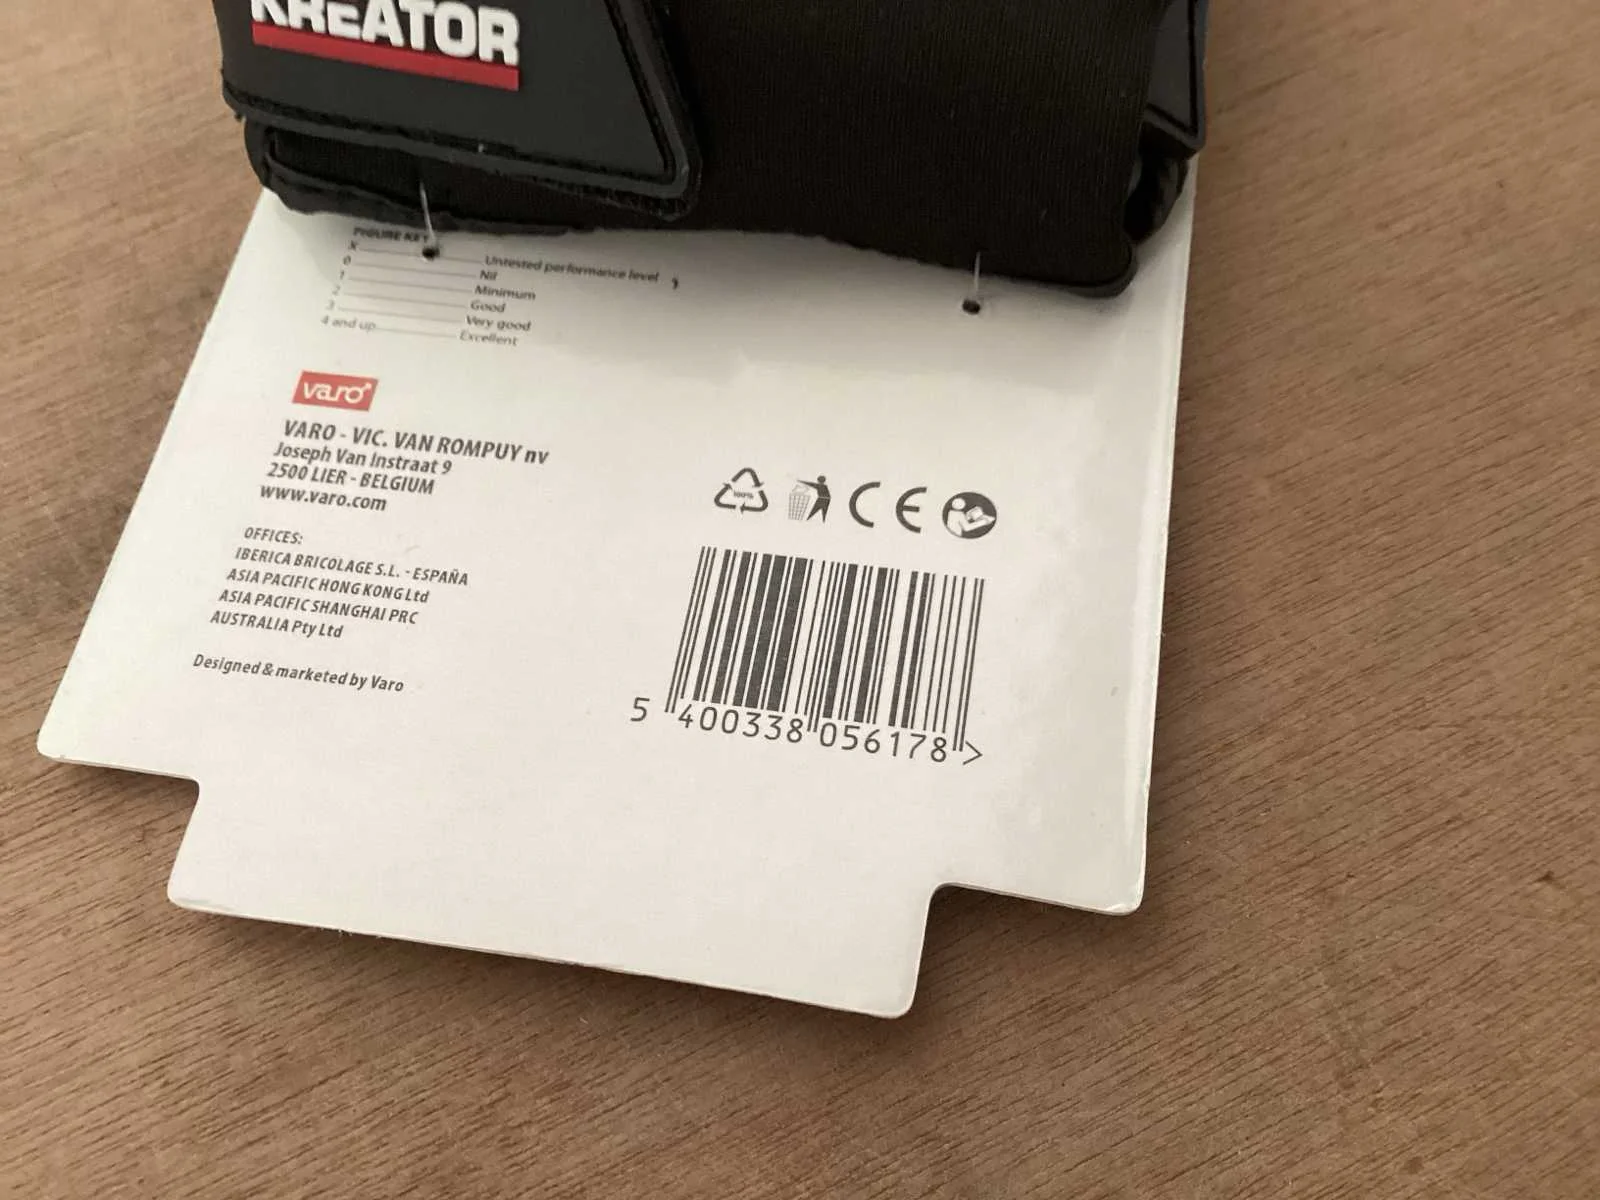 KREATOR
FIGURE KEY
X Untested performance level
0 Nil
1 Minimum
2 Good
3 Very good
4 and up Excellent
varo
VARO - VIC. VAN ROMPUY nv
Joseph Van Instraat 9
2500 LIER - BELGIUM
www.varo.com
OFFICES:
IBERICA BRICOLAGE S.L. - ESPAÑA
ASIA PACIFIC HONG KONG Ltd
ASIA PACIFIC SHANGHAI PRC
AUSTRALIA Pty Ltd
Designed & marketed by Varo
100%
CE
5 400338 056178 >